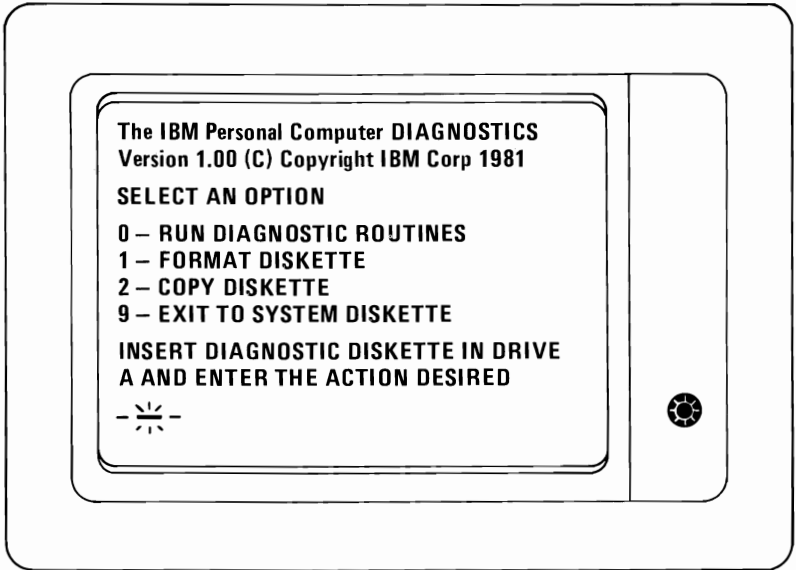 The IBM Personal Computer DIAGNOSTICS
Version 1.00 (C) Copyright IBM Corp 1981
SELECT AN OPTION
0 – RUN DIAGNOSTIC ROUTINES
1 – FORMAT DISKETTE
2 – COPY DISKETTE
9 – EXIT TO SYSTEM DISKETTE
INSERT DIAGNOSTIC DISKETTE IN DRIVE
A AND ENTER THE ACTION DESIRED